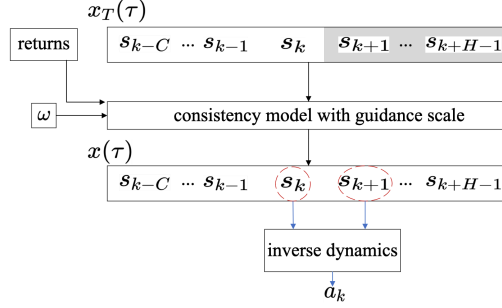 x_T(τ)
returns
s_{k−C} ··· s_{k−1} s_k s_{k+1} ··· s_{k+H−1}
ω
consistency model with guidance scale
x(τ)
s_{k−C} ··· s_{k−1} s_k s_{k+1} ··· s_{k+H−1}
inverse dynamics
a_k